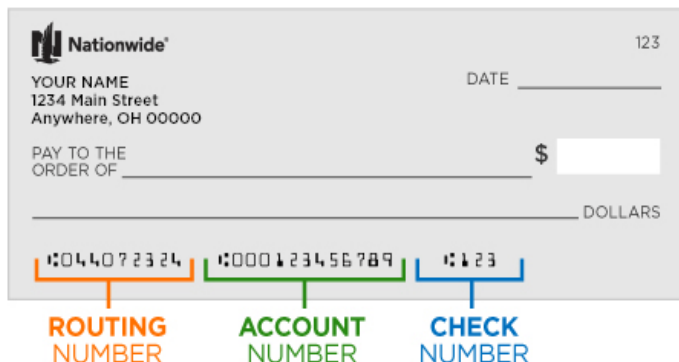 Nationwide®
123
YOUR NAME
1234 Main Street
Anywhere, OH 00000
DATE
PAY TO THE
ORDER OF
$
DOLLARS
⑆044072324 ⑆000123456789 ⑆123
ROUTING ACCOUNT CHECK
NUMBER NUMBER NUMBER